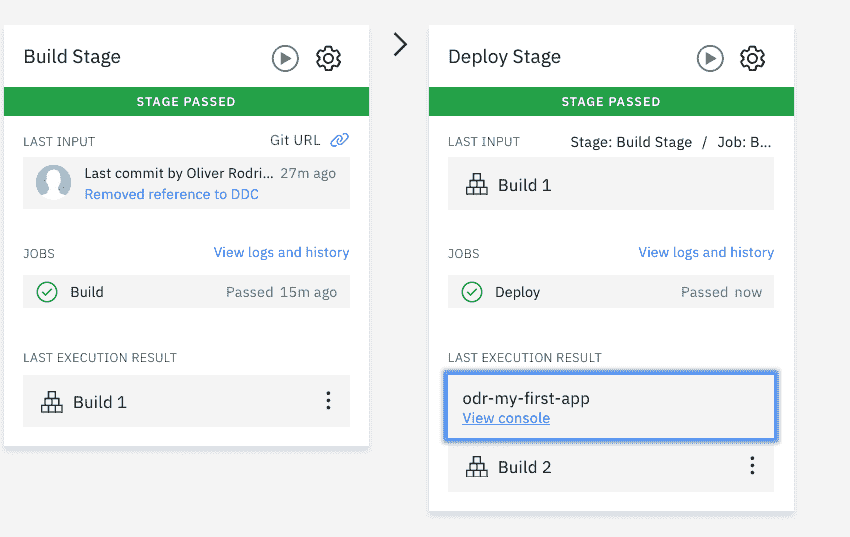 Build Stage
STAGE PASSED
LAST INPUT
Git URL
Last commit by Oliver Rodri... 27m ago
Removed reference to DDC
JOBS
View logs and history
Build
Passed 15m ago
LAST EXECUTION RESULT
Build 1
Deploy Stage
STAGE PASSED
LAST INPUT
Stage: Build Stage / Job: B...
Build 1
JOBS
View logs and history
Deploy
Passed now
LAST EXECUTION RESULT
odr-my-first-app
View console
Build 2